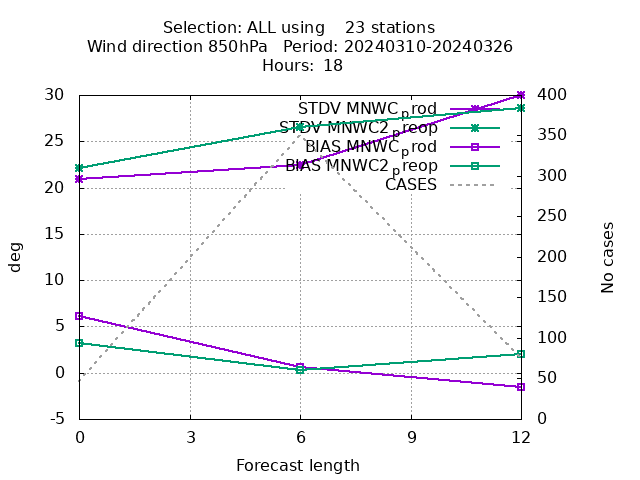 Selection: ALL using 23 stations
Wind direction 850hPa Period: 20240310-20240326
Hours: 18
30
25
20
15
10
5
0
-5
deg
400
350
300
250
200
150
100
50
0
No cases
STDV MNWC_prod
STDV MNWC2_preop
BIAS MNWC_prod
BIAS MNWC2_preop
CASES
0 3 6 9 12
Forecast length